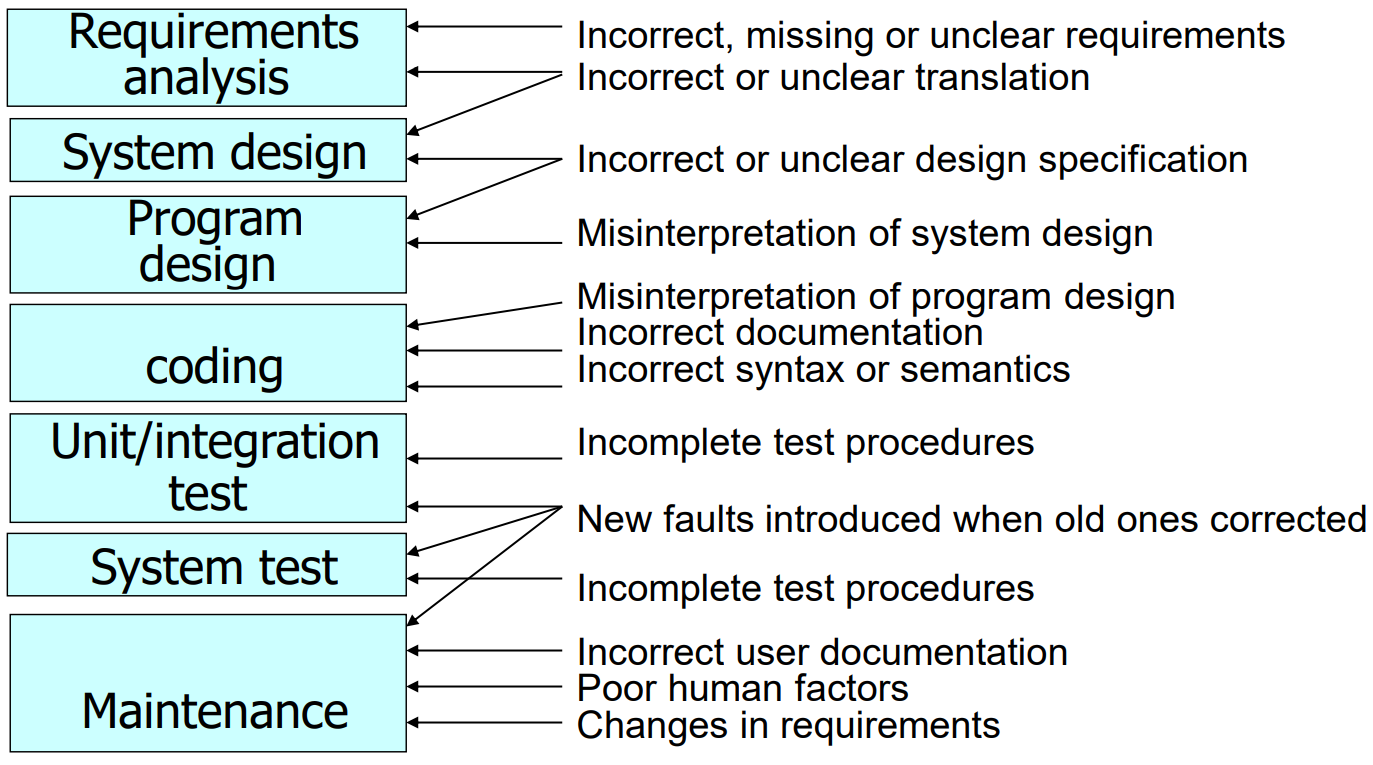 Requirements
analysis
Incorrect, missing or unclear requirements
Incorrect or unclear translation
System design
Incorrect or unclear design specification
Program
design
Misinterpretation of system design
coding
Misinterpretation of program design
Incorrect documentation
Incorrect syntax or semantics
Unit/integration
test
Incomplete test procedures
New faults introduced when old ones corrected
System test
Incomplete test procedures
Maintenance
Incorrect user documentation
Poor human factors
Changes in requirements